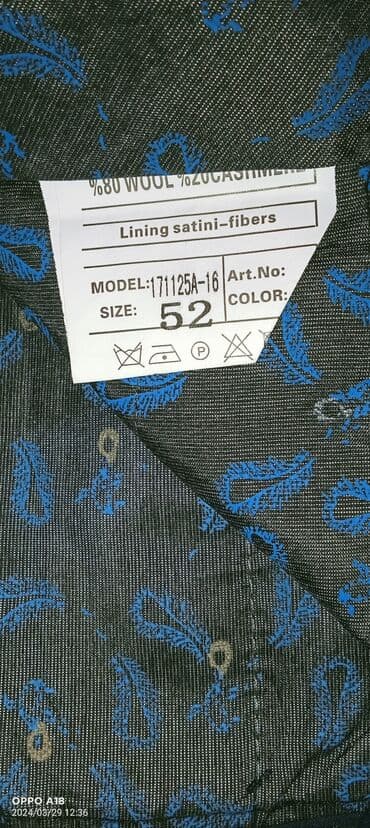 %80 WOOL %20CASHMERE
Lining satini-fibers
MODEL:171125A-16 Art.No:
SIZE: 52 COLOR:
P
OPPO A18
2024/03/29 12:36